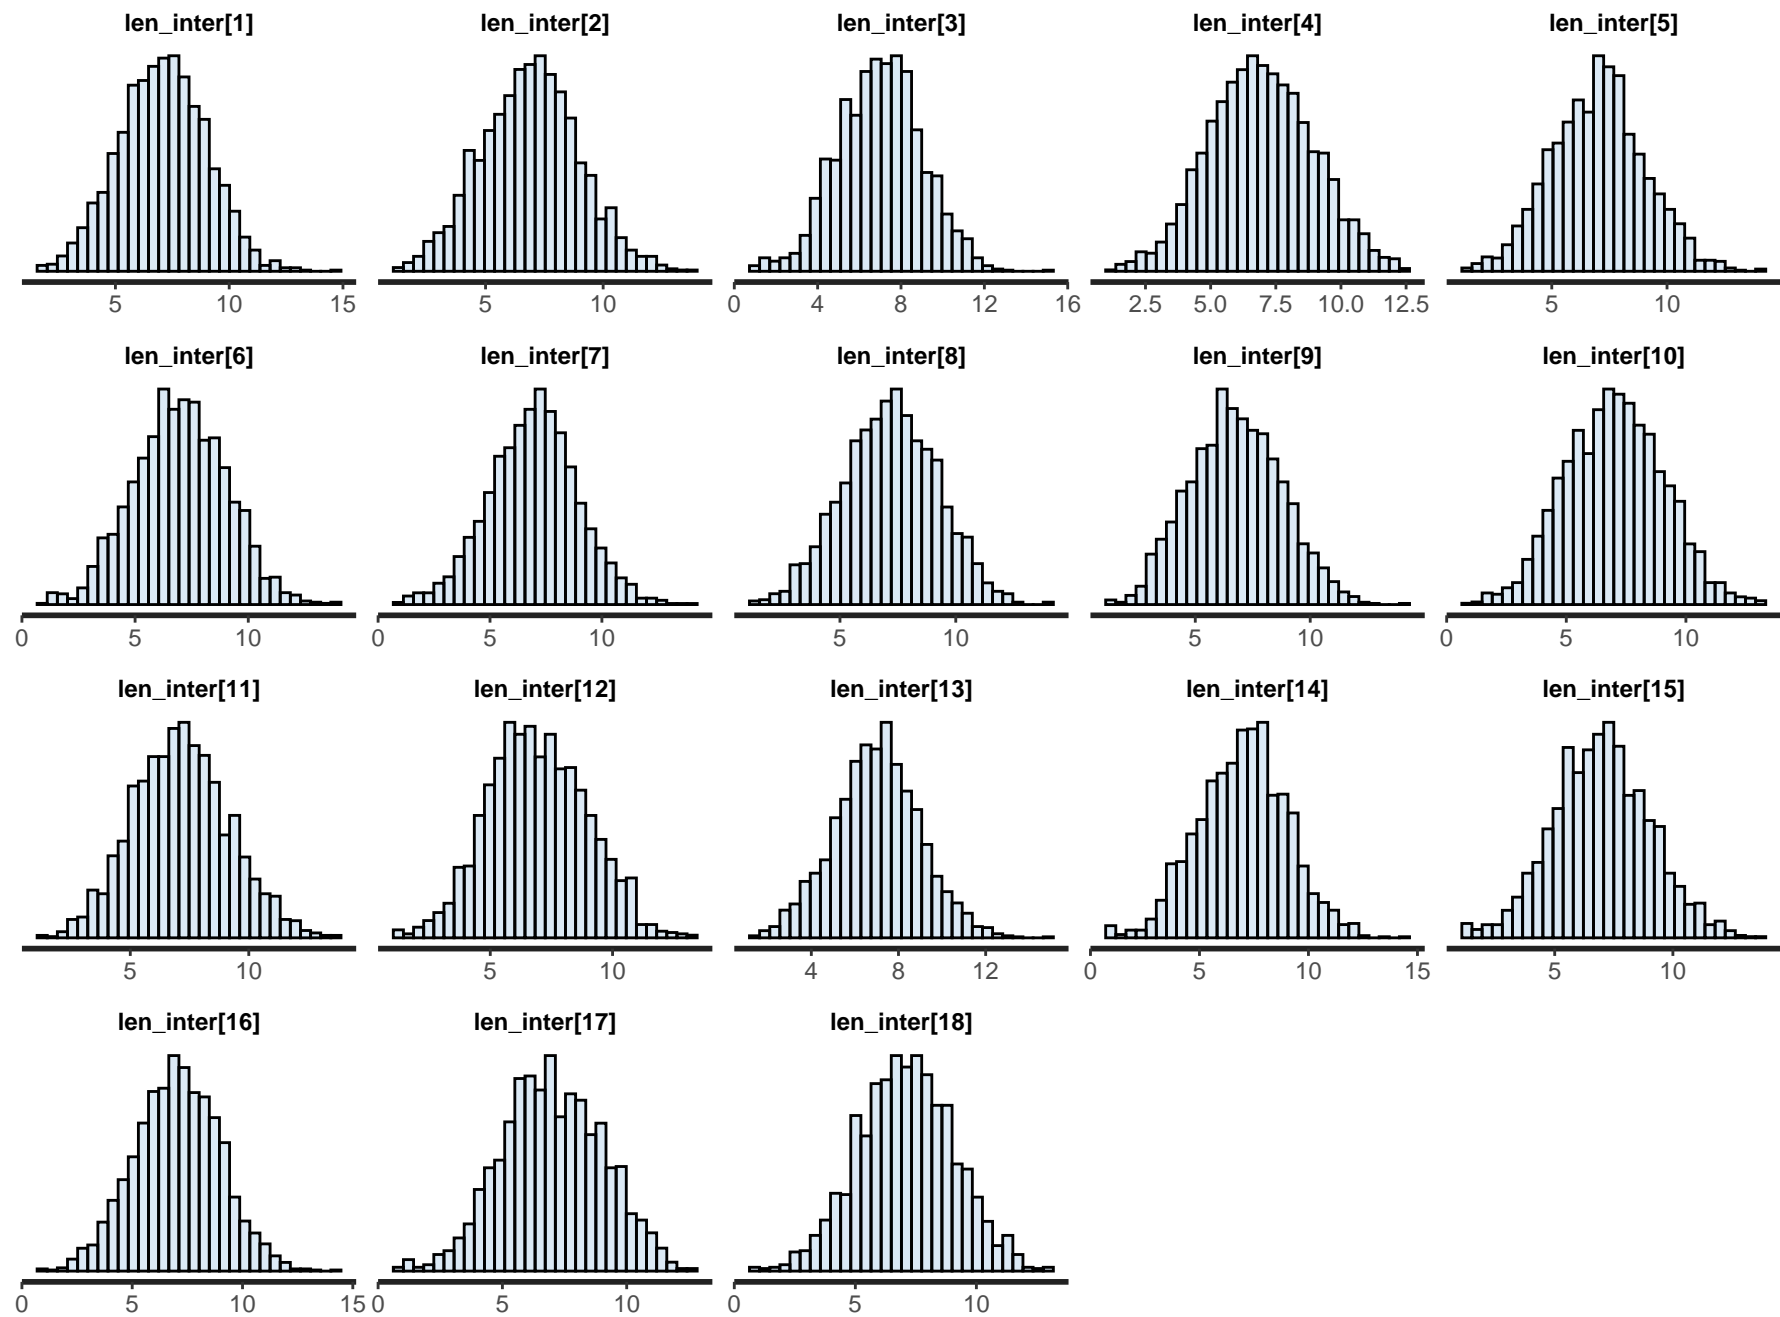 len_inter[1] len_inter[2] len_inter[3] len_inter[4] len_inter[5]
5 10 15 5 10 0 4 8 12 16 2.5 5.0 7.5 10.0 12.5 5 10
len_inter[6] len_inter[7] len_inter[8] len_inter[9] len_inter[10]
0 5 10 0 5 10 5 10 5 10 0 5 10
len_inter[11] len_inter[12] len_inter[13] len_inter[14] len_inter[15]
5 10 5 10 4 8 12 0 5 10 15 5 10
len_inter[16] len_inter[17] len_inter[18]
0 5 10 15 0 5 10 0 5 10